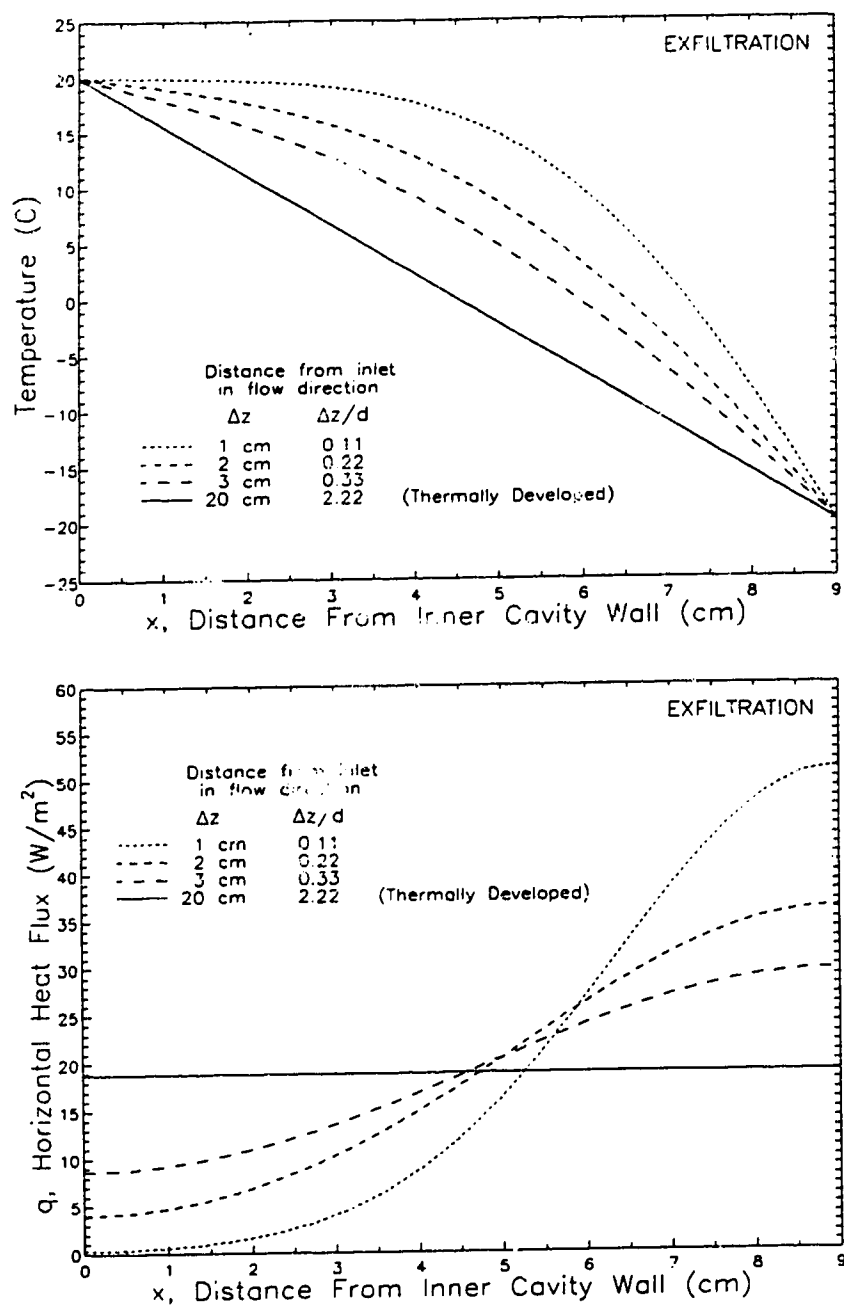 EXFILTRATION
25
20
15
10
5
0
−5
−10
−15
−20
−25
Temperature (C)
Distance from inlet
in flow direction
Δz Δz/d
1 cm 0.11
2 cm 0.22
3 cm 0.33
20 cm 2.22 (Thermally Developed)
0 1 2 3 4 5 6 7 8 9
x, Distance From Inner Cavity Wall (cm)
EXFILTRATION
60
55
50
45
40
35
30
25
20
15
10
5
0
q, Horizontal Heat Flux (W/m²)
Distance inlet
in flow
Δz Δz/d
1 cm 0.11
2 cm 0.22
3 cm 0.33
20 cm 2.22 (Thermally Developed)
0 1 2 3 4 5 6 7 8 9
x, Distance From Inner Cavity Wall (cm)